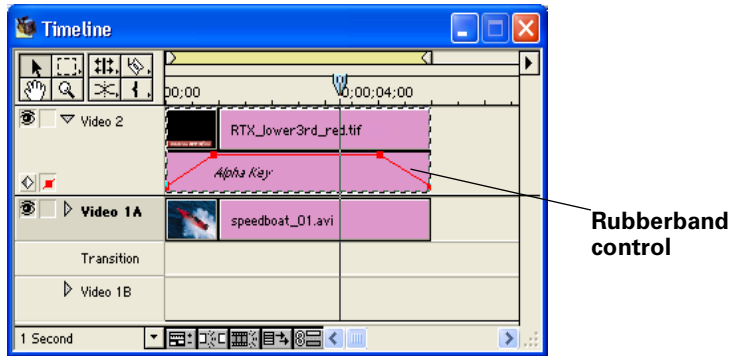 Timeline
00;00
0;00;04;00
Video 2
RTX_lower3rd_red.tif
Alpha Key
Video 1A
speedboat_01.avi
Rubberband
control
Transition
Video 1B
1 Second